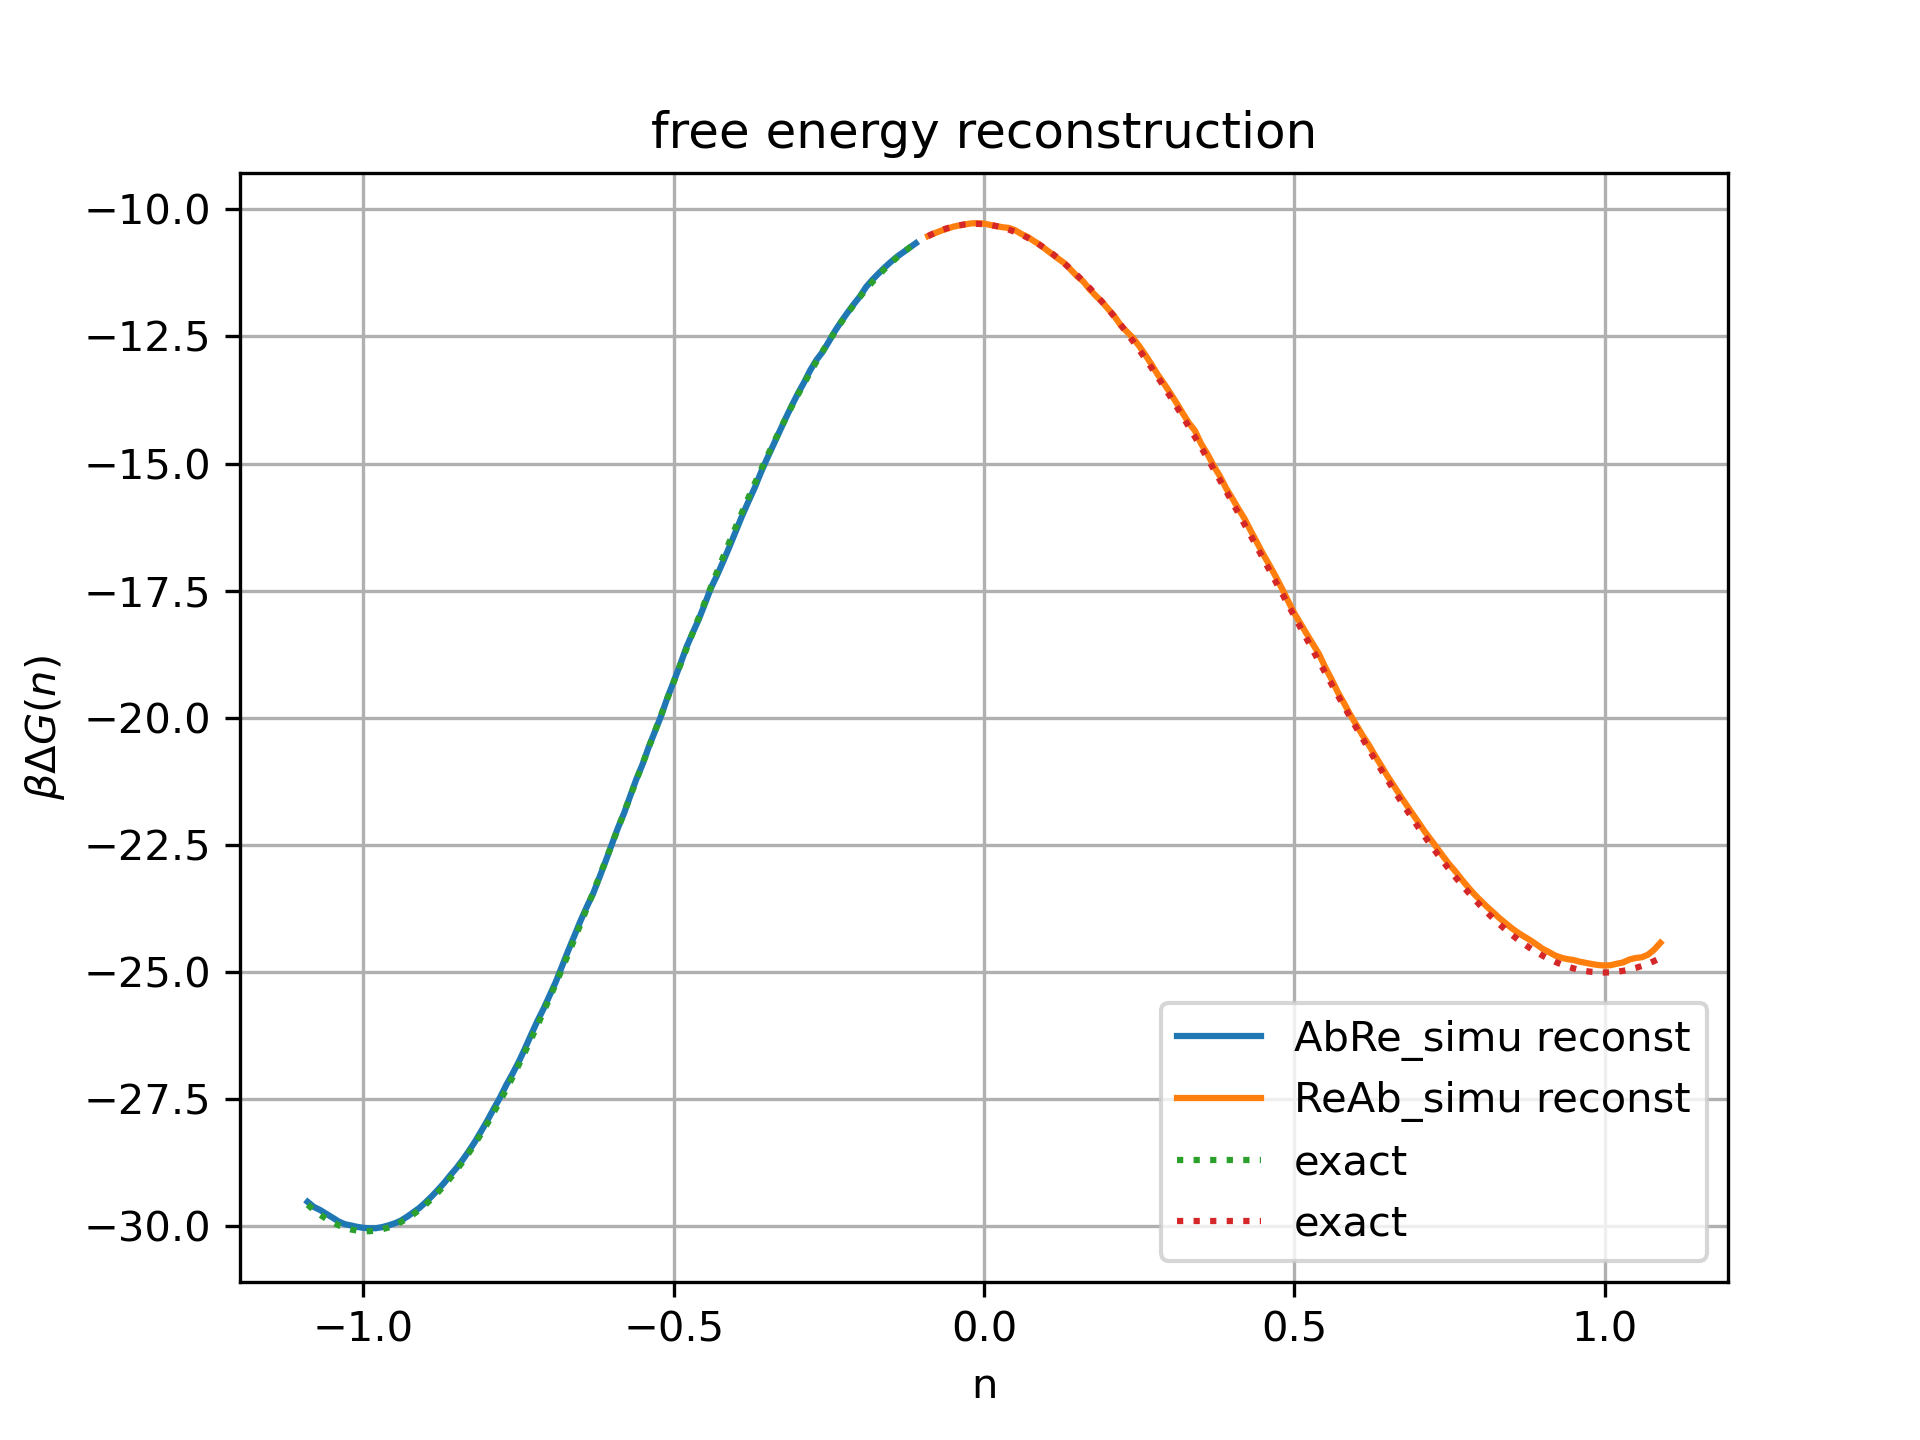 free energy reconstruction
βΔG(n)
−10.0
−12.5
−15.0
−17.5
−20.0
−22.5
−25.0
−27.5
−30.0
AbRe_simu reconst
ReAb_simu reconst
exact
exact
−1.0 −0.5 0.0 0.5 1.0
n